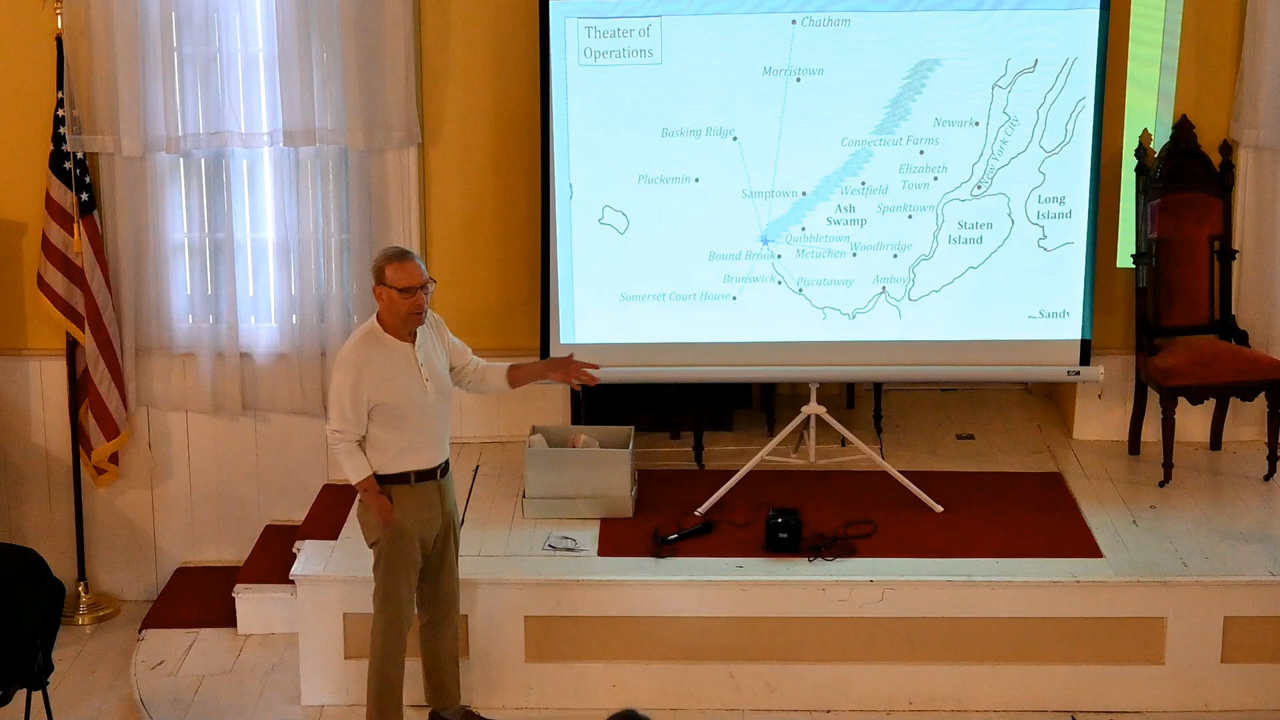 Theater of
Operations
Chatham
Morristown
Newark
New York City
Basking Ridge
Connecticut Farms
Elizabeth
Town
Pluckemin
Samptown
Westfield
Ash
Swamp
Spanktown
Long
Island
Staten
Island
Quibbletown
Woodbridge
Bound Brook
Metuchen
Brunswick
Piscataway
Amboy
Somerset Court House
Sandy